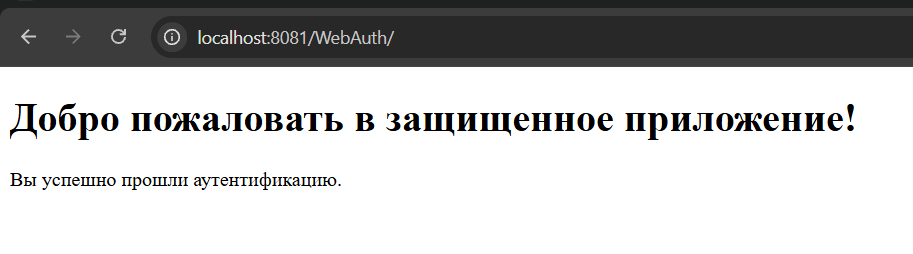 localhost:8081/WebAuth/
Добро пожаловать в защищенное приложение!
Вы успешно прошли аутентификацию.